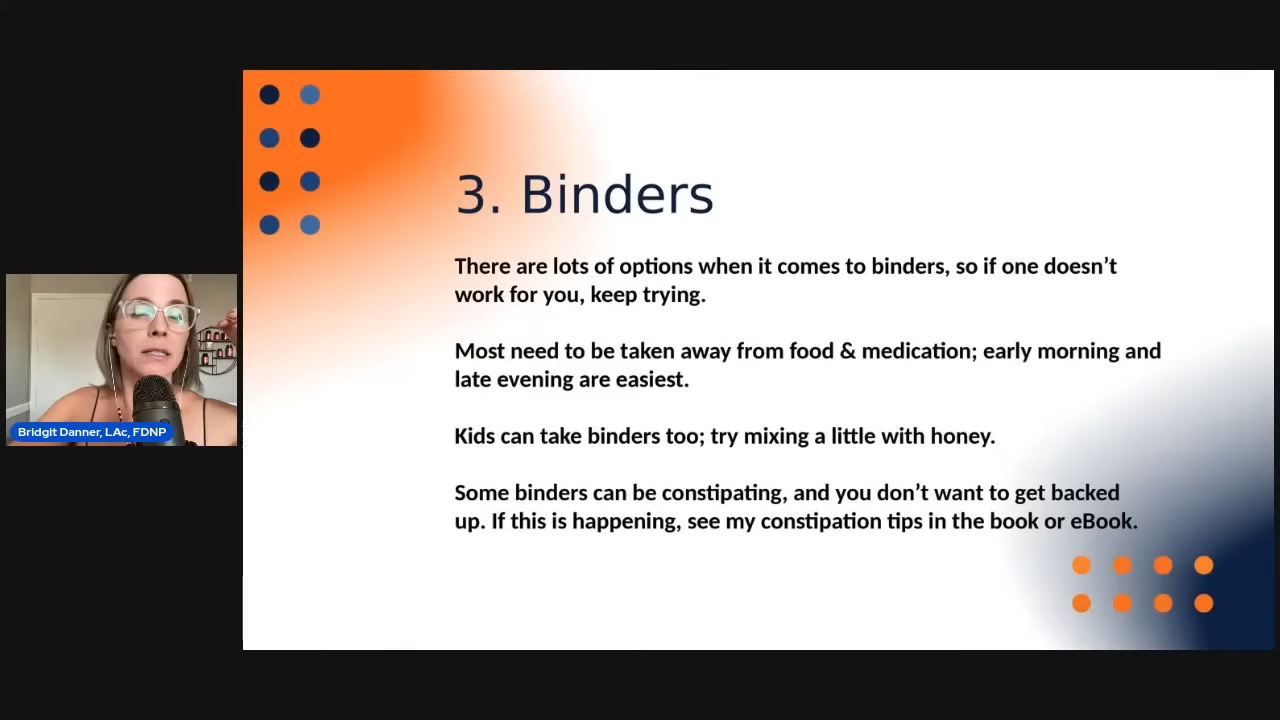 3. Binders
There are lots of options when it comes to binders, so if one doesn’t
work for you, keep trying.
Most need to be taken away from food & medication; early morning and
late evening are easiest.
Kids can take binders too; try mixing a little with honey.
Some binders can be constipating, and you don’t want to get backed
up. If this is happening, see my constipation tips in the book or eBook.
Bridgit Danner, LAc, FDNP